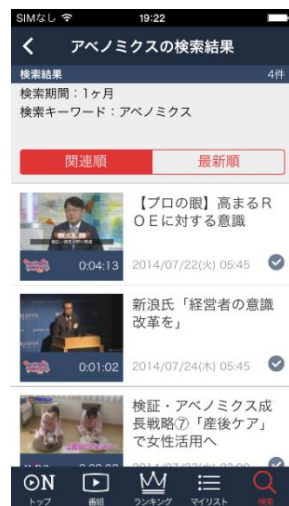 SIMなし 19:22
アベノミクスの検索結果
検索結果 4件
検索期間：1ヶ月
検索キーワード：アベノミクス
関連順 最新順
【プロの眼】高まるR
OEに対する意識
0:04:13 2014/07/22(火) 05:45
新浪氏「経営者の意識
改革を」
0:01:02 2014/07/24(木) 05:45
検証・アベノミクス成
長戦略⑦「産後ケア」
で女性活用へ
ON
トップ 番組 ランキング マイリスト 検索